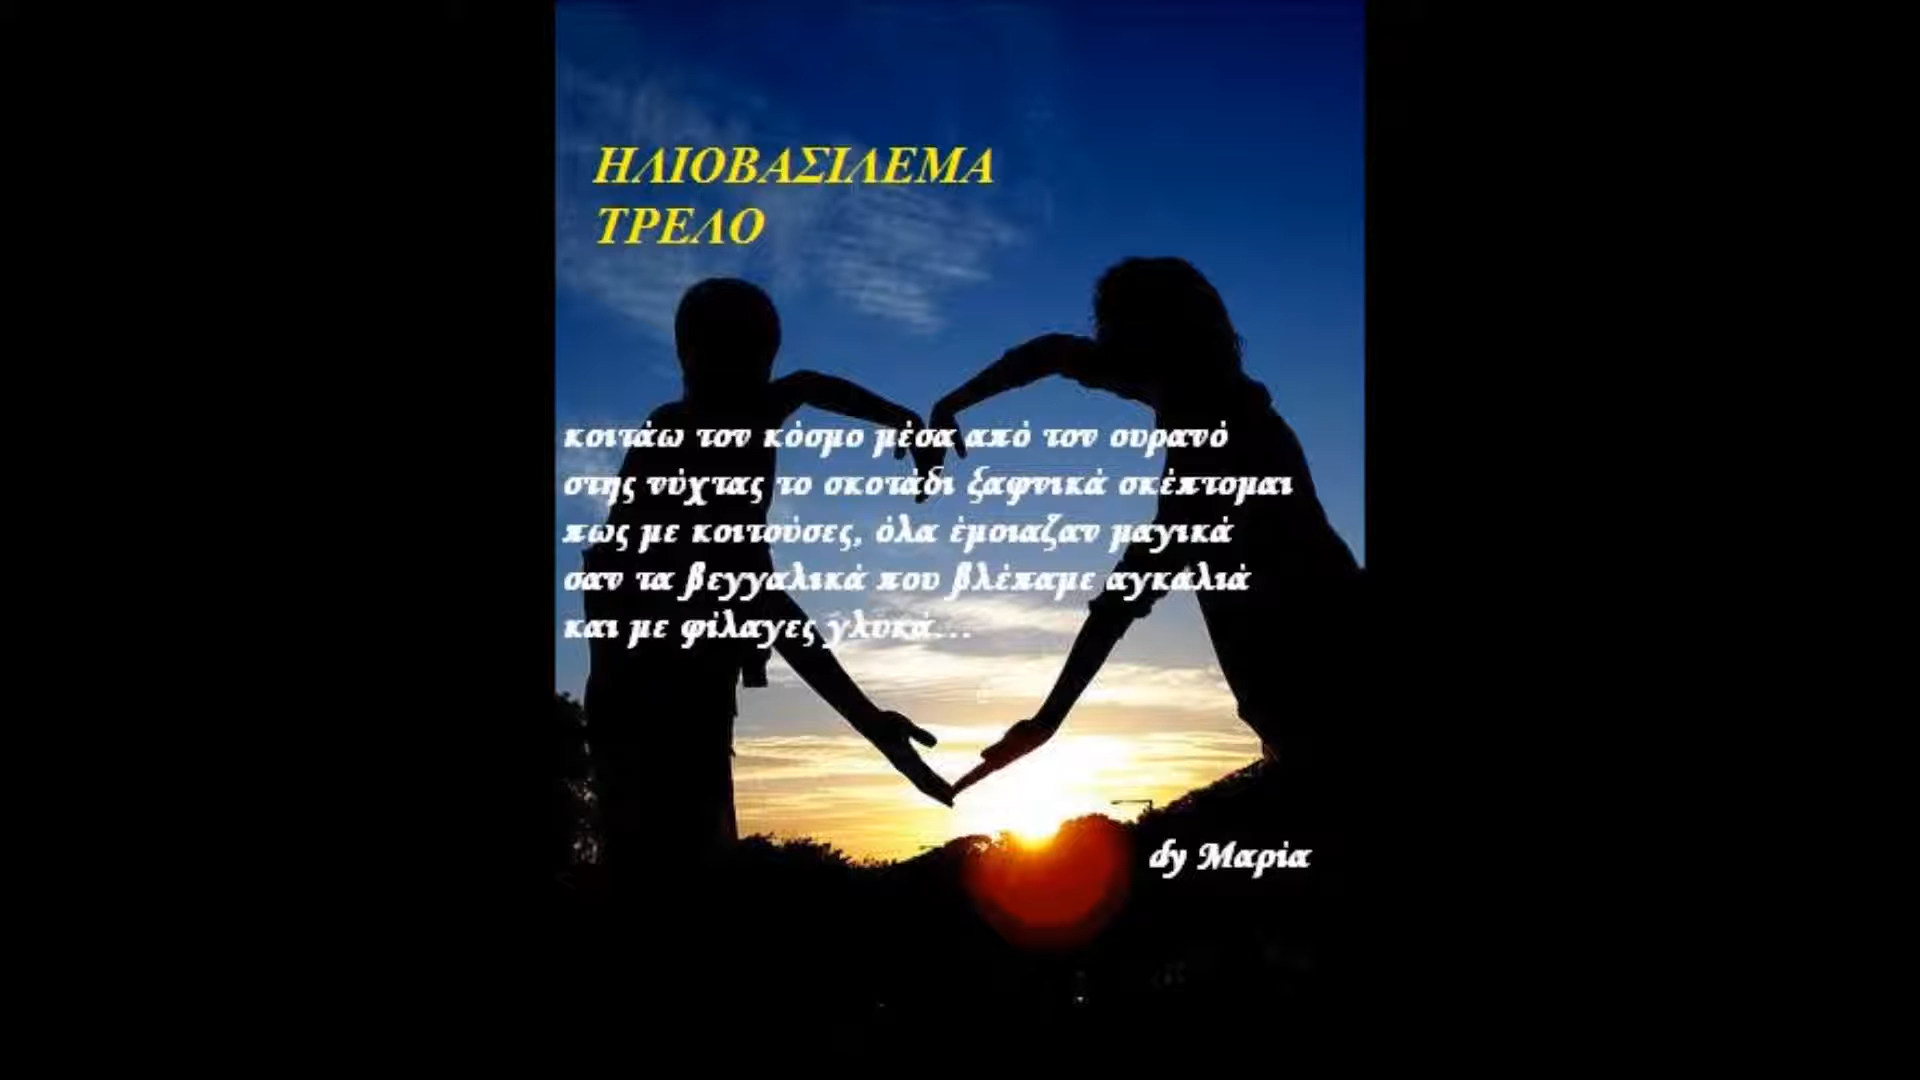 ΗΛΙΟΒΑΣΙΛΕΜΑ
ΤΡΕΛΟ
κοιτάω τον κόσμο μέσα από τον ουρανό
στης νύχτας το σκοτάδι ξαφνικά σκέπτομαι
πως με κοιτούσες, όλα έμοιαζαν μαγικά
σαν τα βεγγαλικά που βλέπαμε αγκαλιά
και με φίλαγες γλυκά...
dy Μαρία